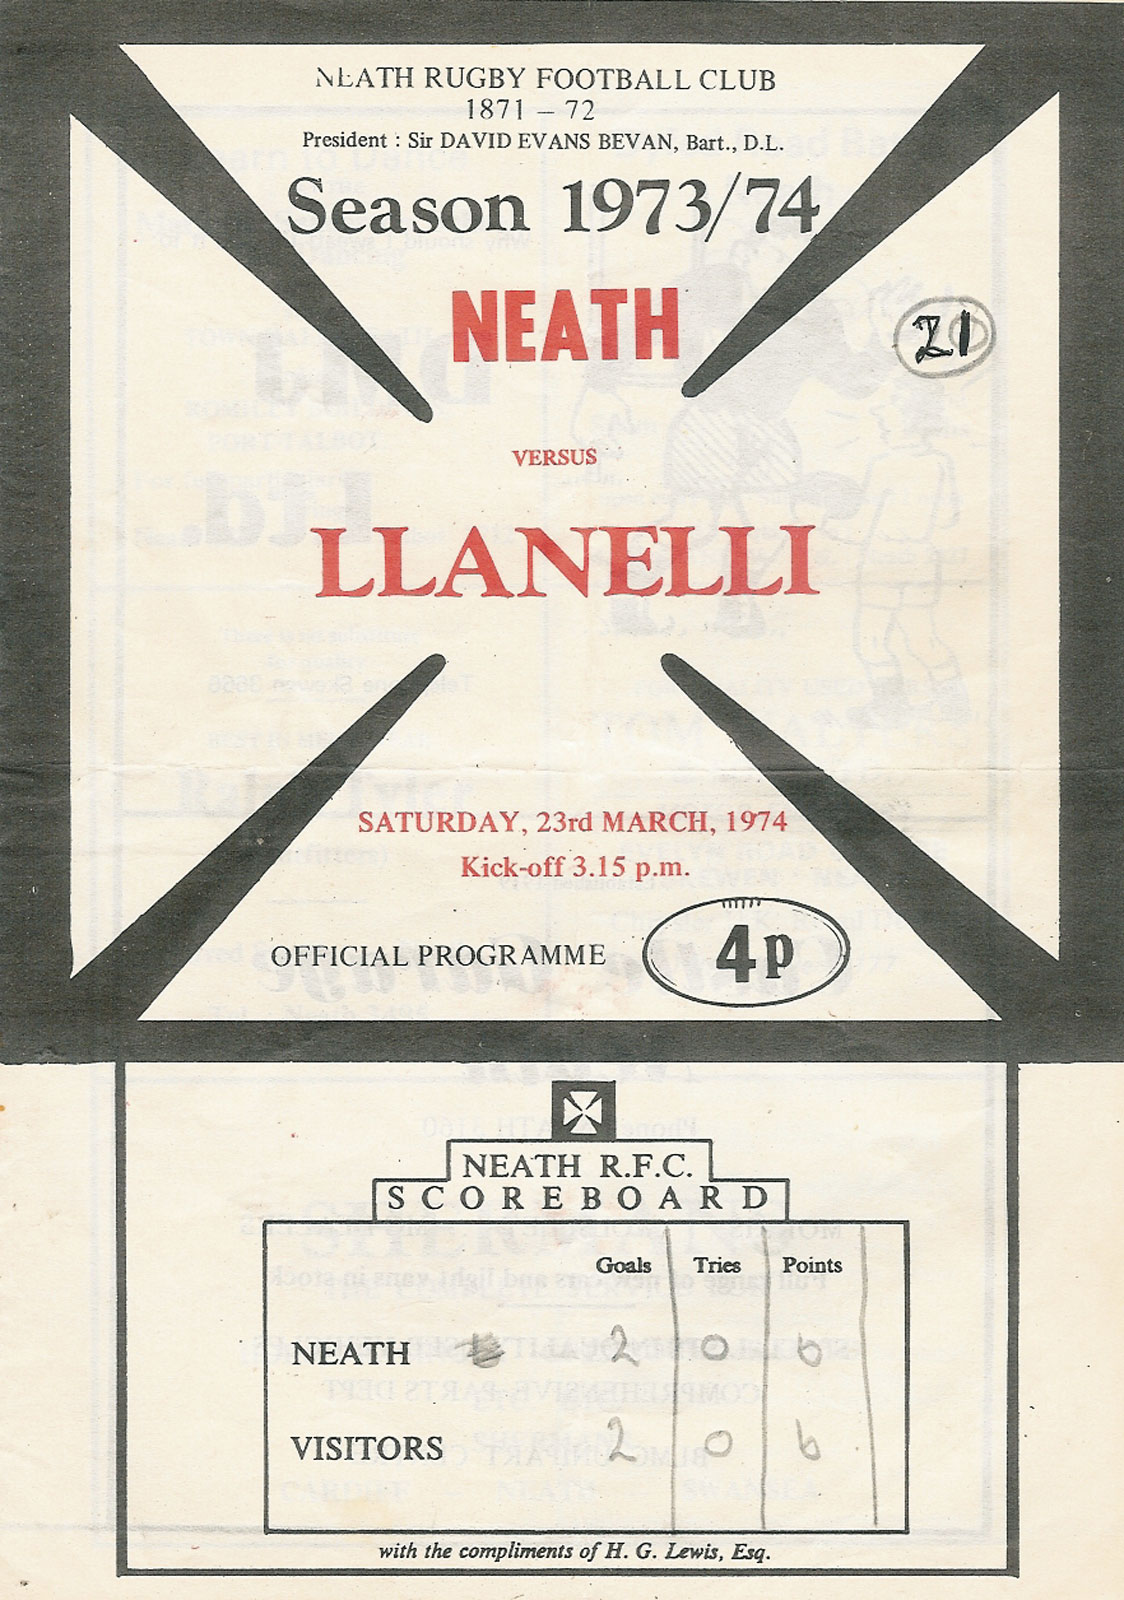 NEATH RUGBY FOOTBALL CLUB
1871 – 72
President : Sir DAVID EVANS BEVAN, Bart., D.L.
Season 1973/74
NEATH
21
VERSUS
LLANELLI
SATURDAY, 23rd MARCH, 1974
Kick-off 3.15 p.m.
OFFICIAL PROGRAMME 4p
NEATH R.F.C.
SCOREBOARD
Goals Tries Points
NEATH 2 0 6
VISITORS 2 0 6
with the compliments of H. G. Lewis, Esq.